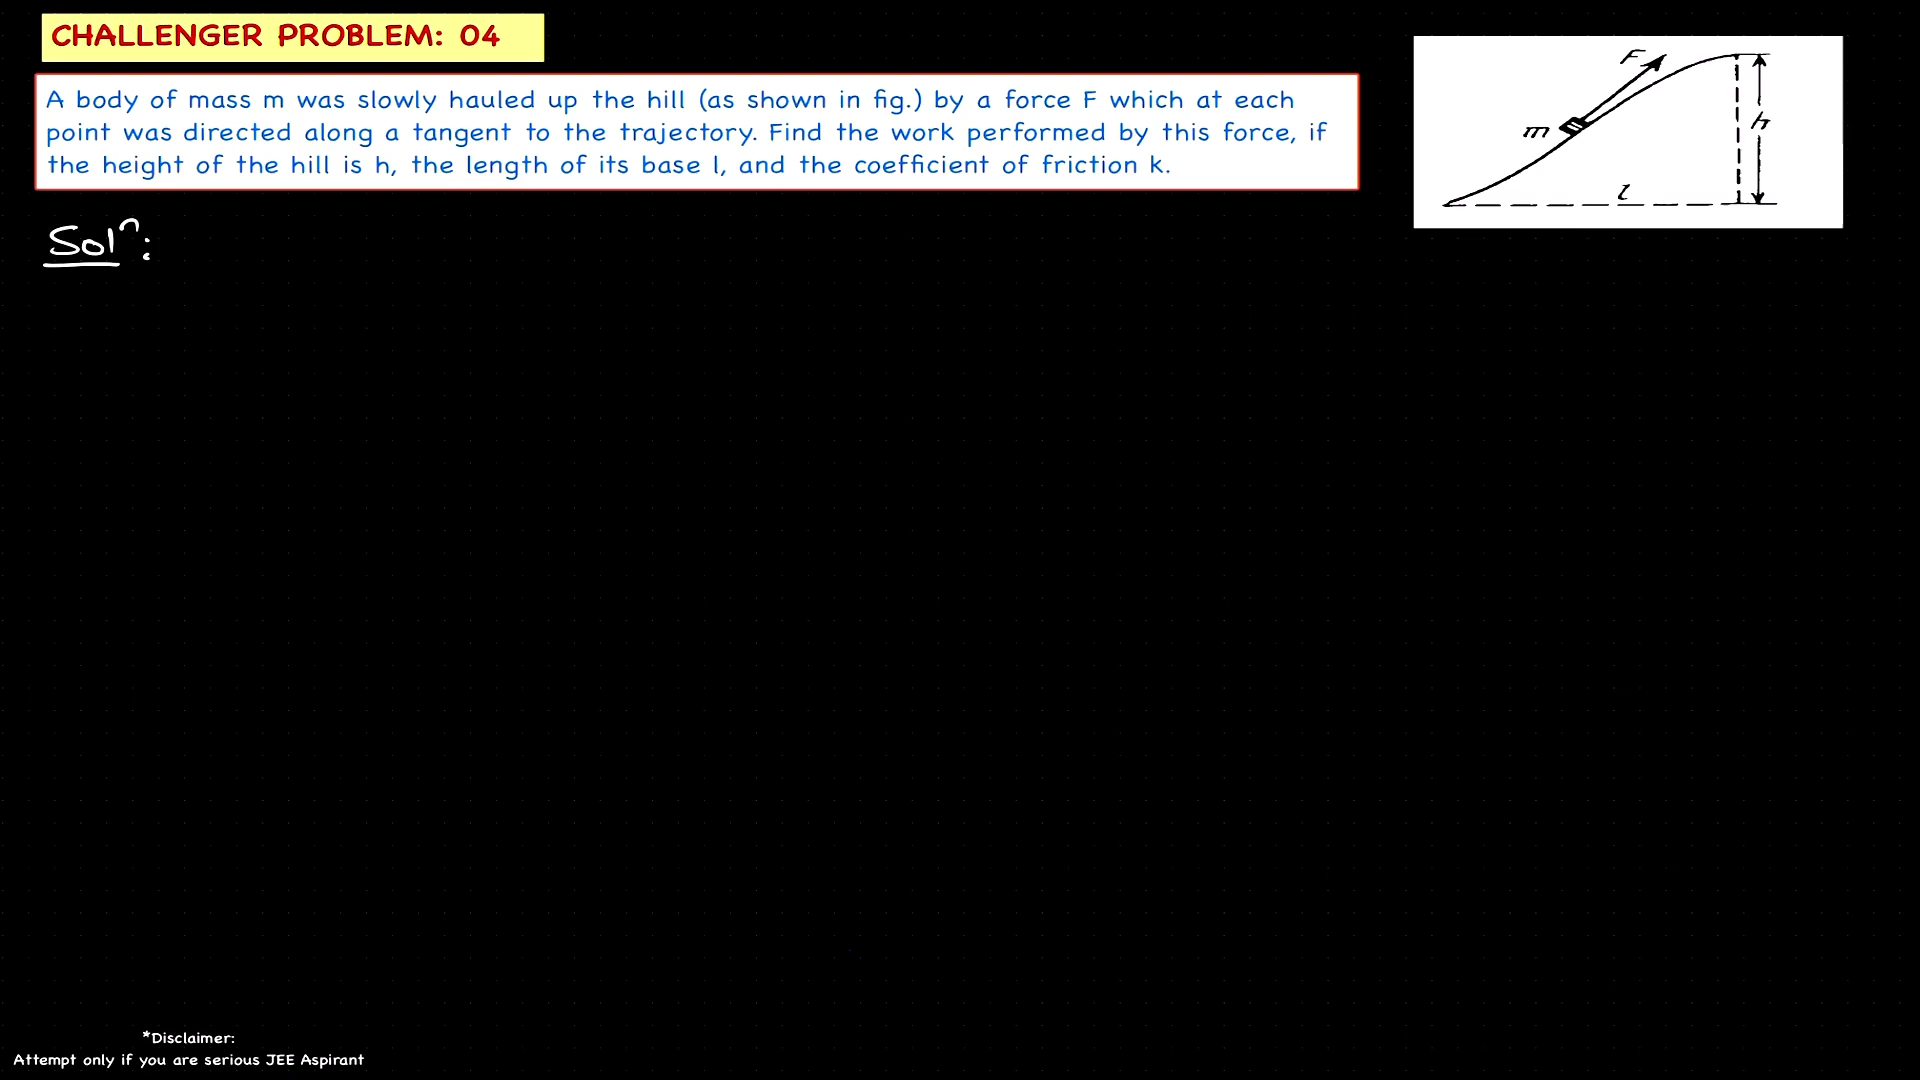 CHALLENGER PROBLEM: 04
A body of mass m was slowly hauled up the hill (as shown in fig.) by a force F which at each
point was directed along a tangent to the trajectory. Find the work performed by this force, if
the height of the hill is h, the length of its base l, and the coefficient of friction k.
F
m
h
l
Solⁿ:
*Disclaimer:
Attempt only if you are serious JEE Aspirant